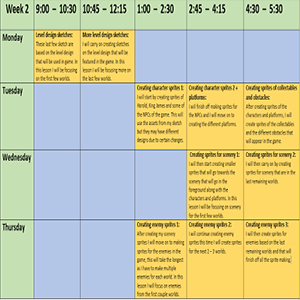 Week 2
9:00 – 10:30
10:45 – 12:15
1:00 – 2:30
2:45 – 4:15
4:30 – 5:30
Monday
Level design sketches:
These last few sketch are
based on the level design
that will be used in game. In
this lesson I will be focusing
on the first few worlds.
More level design sketches:
I will carry on creating sketches
on the level design that will be
featured in the game. In this
lesson I will be focusing more on
the last few worlds.
Tuesday
Creating character sprites 1:
I will start by creating sprites of
Harold, King James and some of
the NPCs of the game. This will
use the assets from my sketch
but they may have different
designs due to certain changes.
Creating character sprites 2 +
platforms:
I will finish off making sprites for
the NPCs and I will move on to
creating the different platforms.
Creating sprites of collectables
and obstacles:
After creating sprites of the
characters and platforms, I will
create sprites of the collectables
and the different obstacles that
will appear in the game.
Wednesday
Creating sprites for scenery 1:
I will then start creating smaller
sprites that will go towards the
scenery that will go in the
foreground along with the
characters and platforms. In this
lesson I will be focusing on scenery
for the first few worlds.
Creating sprites for scenery 2:
I will then carry on by creating
sprites for scenery that are in the
last remaining worlds.
Thursday
Creating enemy sprites 1:
After creating my scenery
sprites I will move on to making
sprites for the enemies in the
game, this will take the longest
as I have to make multiple
enemies for each world. In this
lesson I will focus on enemies
from the first couple worlds.
Creating enemy sprites 2:
I will continue creating enemy
sprites this time I will create sprites
for the next 2 – 3 worlds.
Creating enemy sprites 3:
I will then create sprites for
enemies based on the last
remaining worlds and that will
finish off all the sprite making